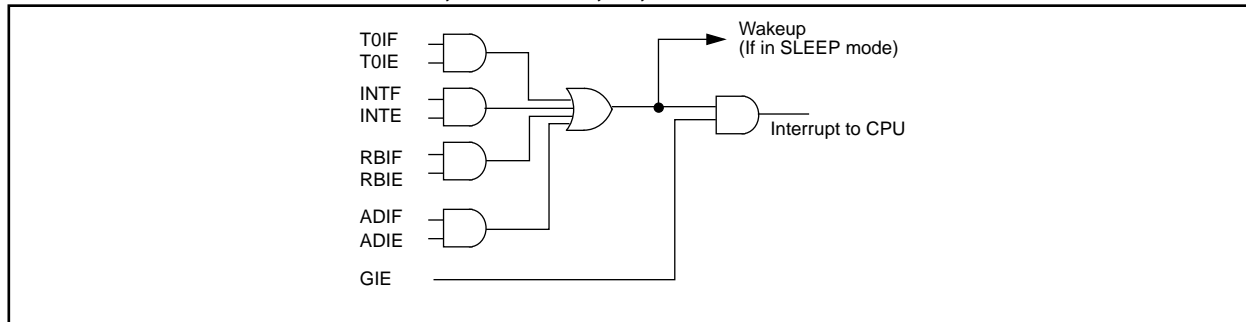 T0IF
T0IE
INTF
INTE
RBIF
RBIE
ADIF
ADIE
GIE
Wakeup
(If in SLEEP mode)
Interrupt to CPU